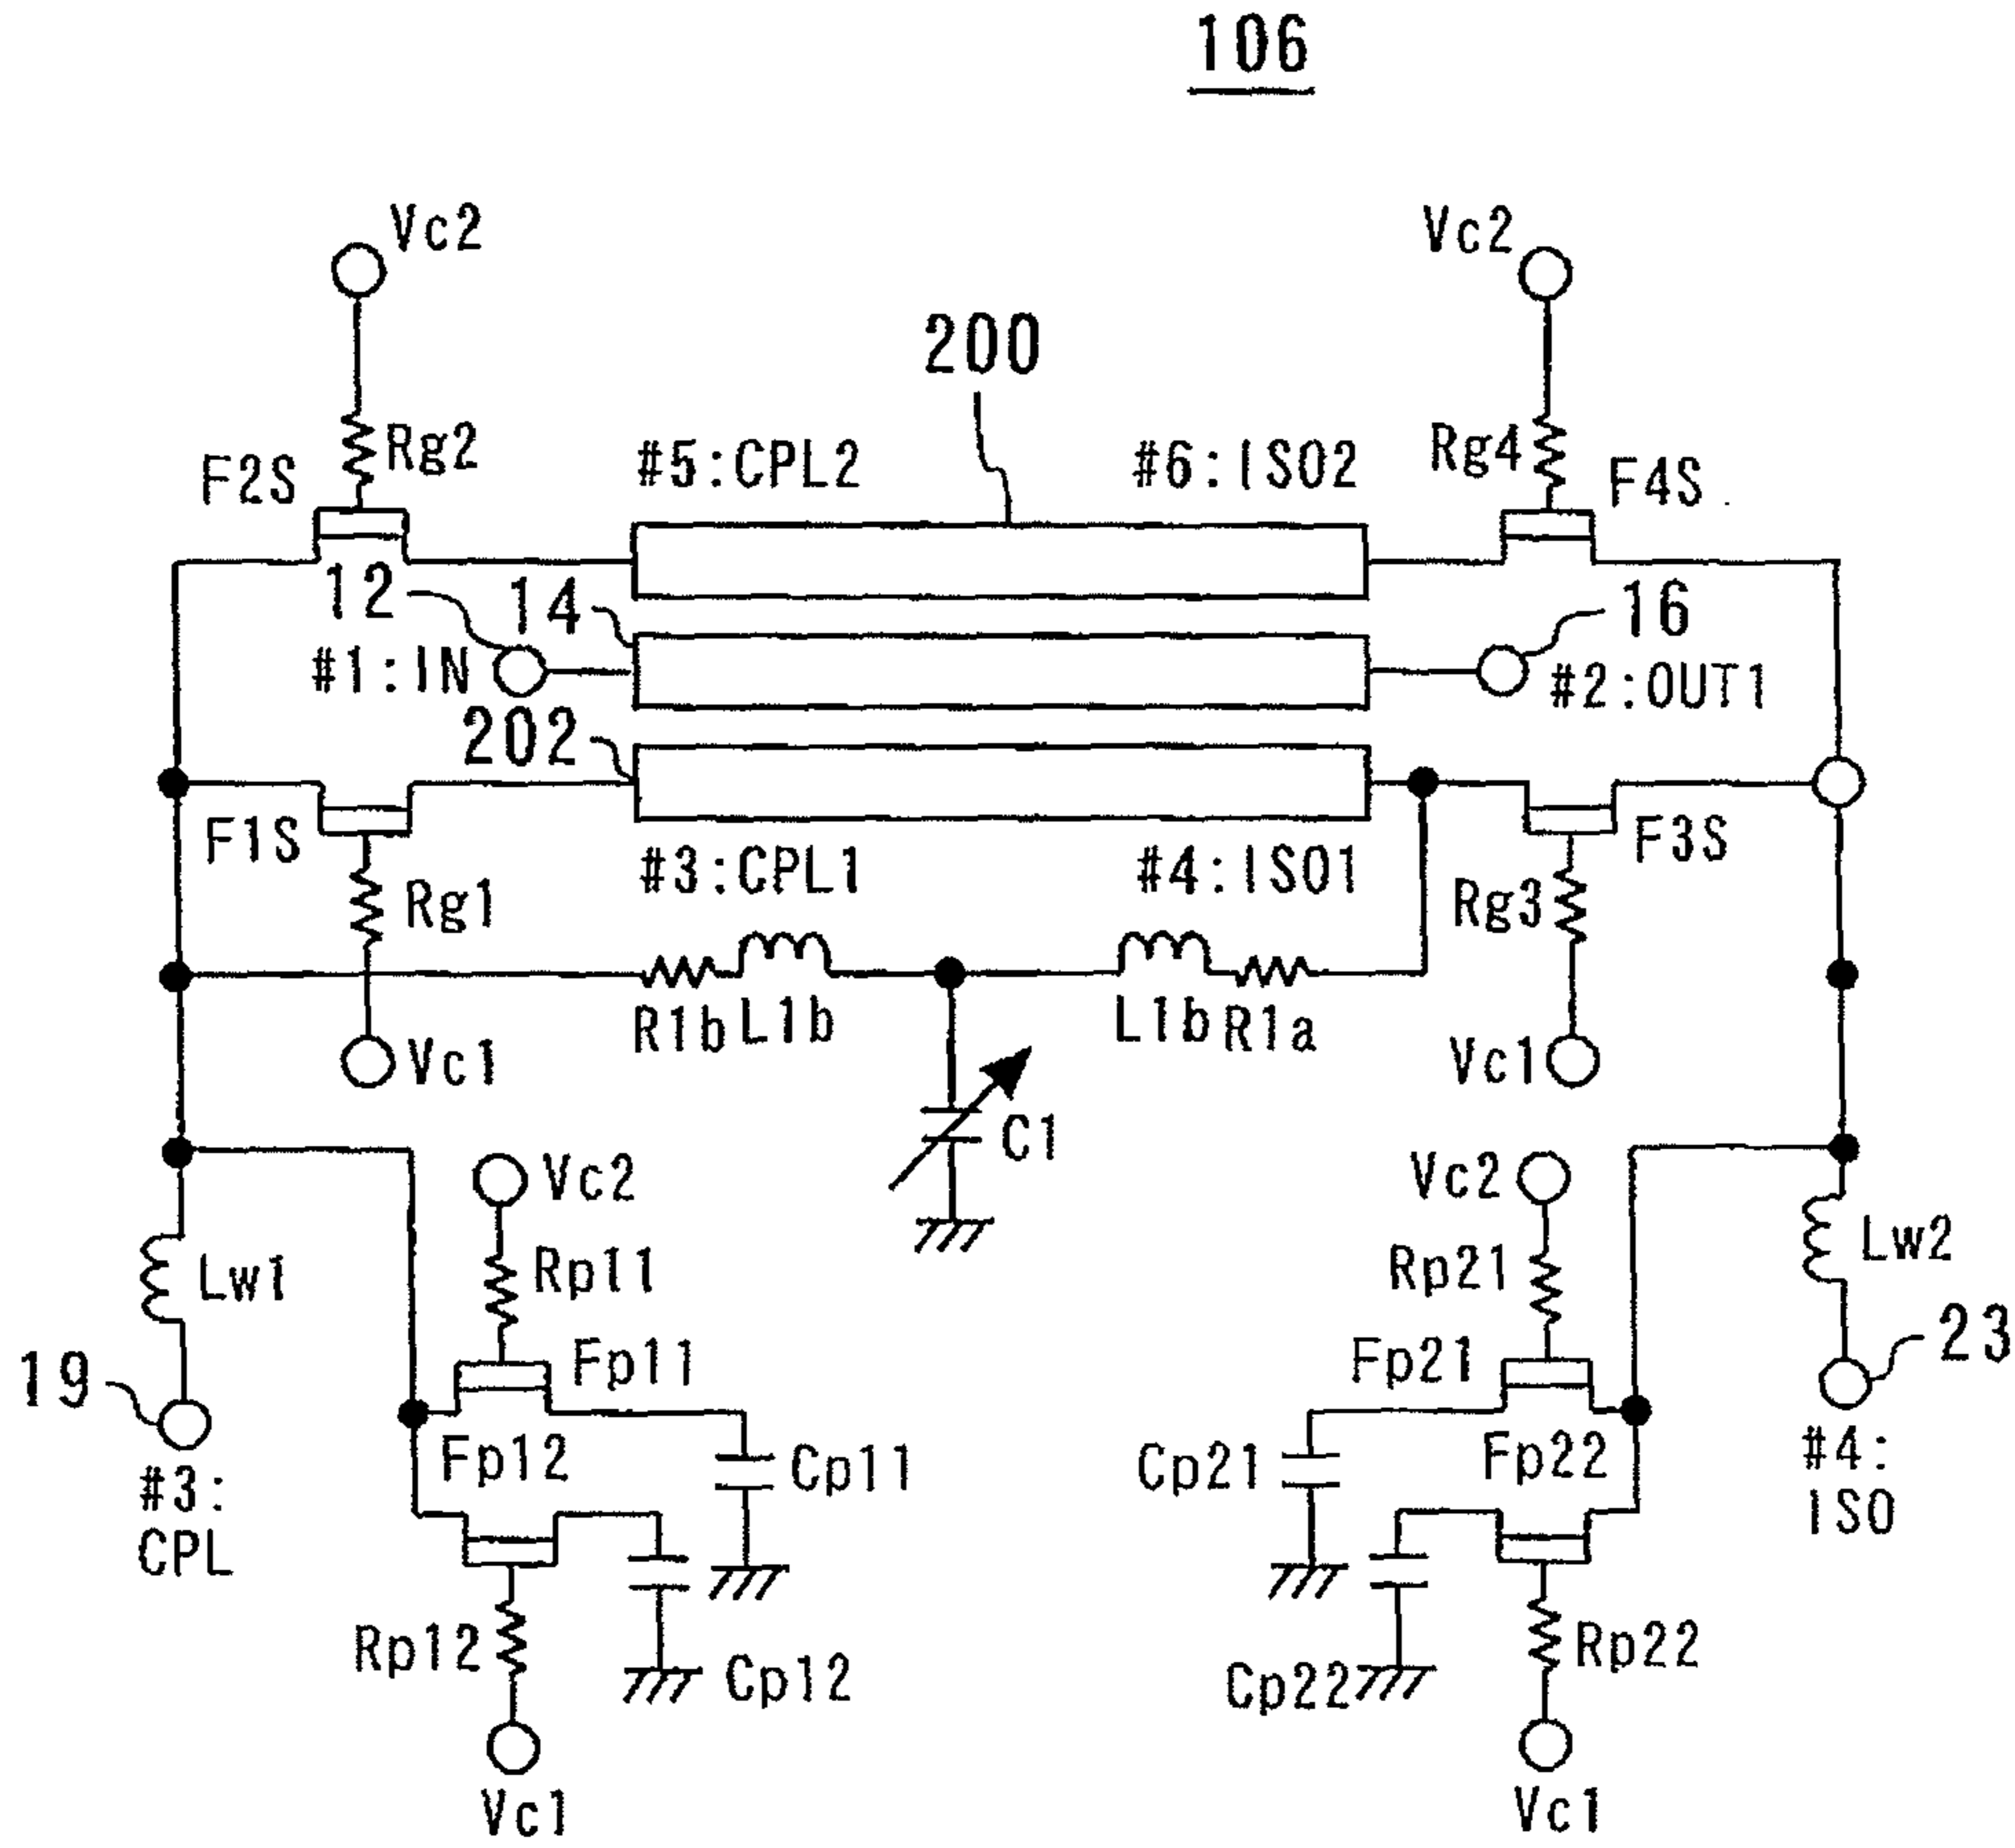 106
Vc2
Vc2
200
Rg2
Rg4
F2S
#5:CPL2
#6:ISO2
F4S
12
14
16
#1:IN
#2:OUT1
202
F1S
F3S
#3:CPL1
#4:ISO1
Rg1
Rg3
R1b
L1b
L1b
R1a
Vc1
Vc1
C1
Vc2
Vc2
Lw1
Rp11
Rp21
Lw2
19
Fp11
Fp21
23
Fp12
Cp11
Cp21
Fp22
#3:
CPL
#4:
ISO
Rp12
Cp12
Cp22
Rp22
Vc1
Vc1